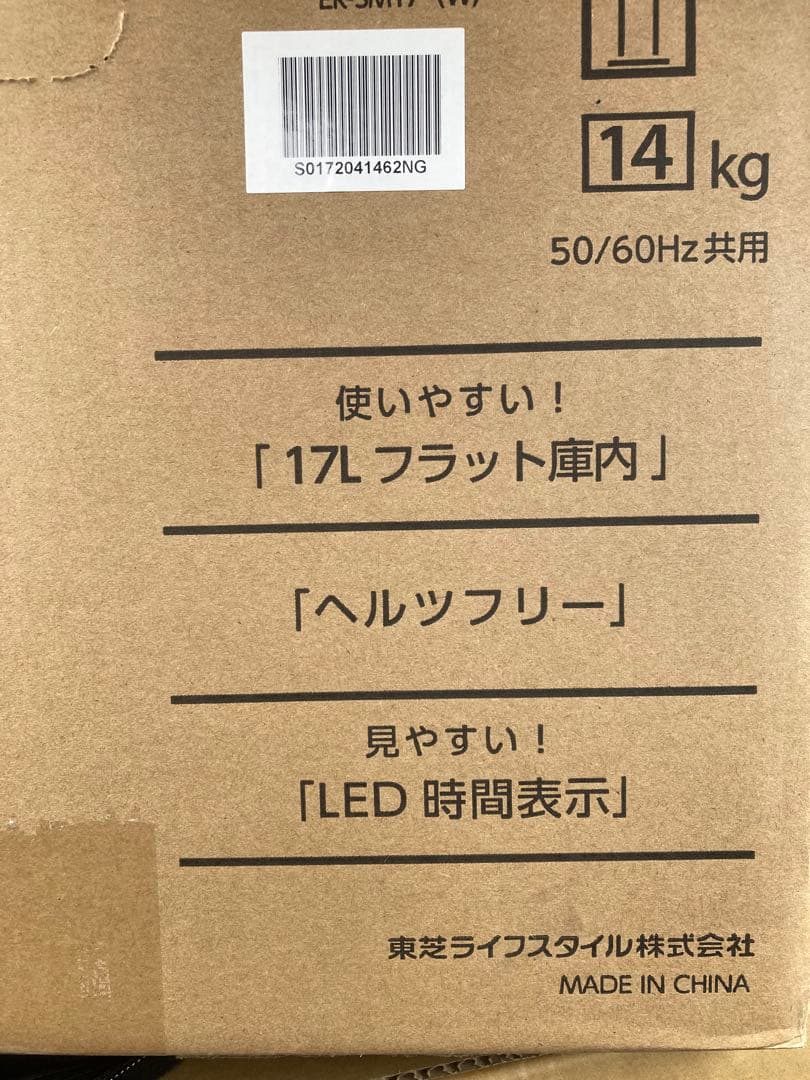 S0172041462NG
14 kg
50/60Hz共用
使いやすい！
「17Lフラット庫内」
「ヘルツフリー」
見やすい！
「LED 時間表示」
東芝ライフスタイル株式会社
MADE IN CHINA